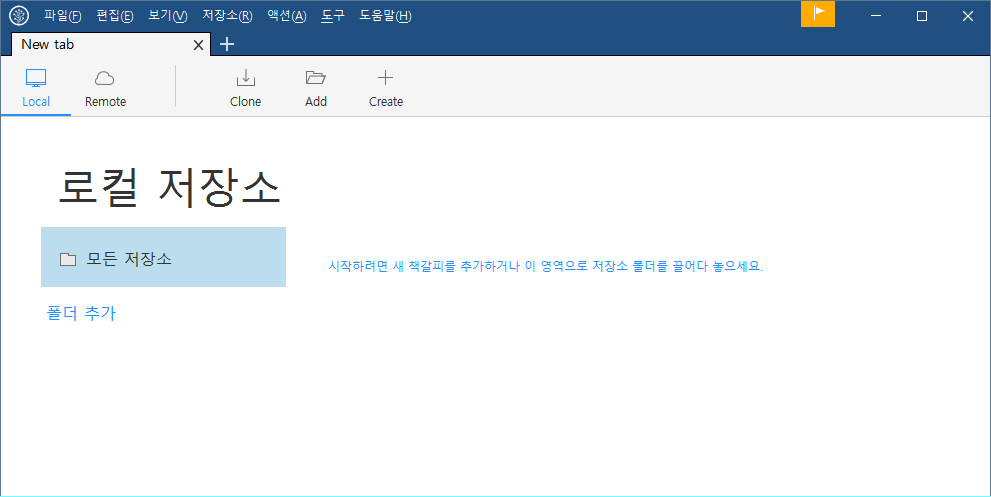 파일(F) 편집(E) 보기(V) 저장소(R) 액션(A) 도구 도움말(H)
New tab
Local Remote Clone Add Create
로컬 저장소
모든 저장소
시작하려면 새 책갈피를 추가하거나 이 영역으로 저장소 폴더를 끌어다 놓으세요.
폴더 추가